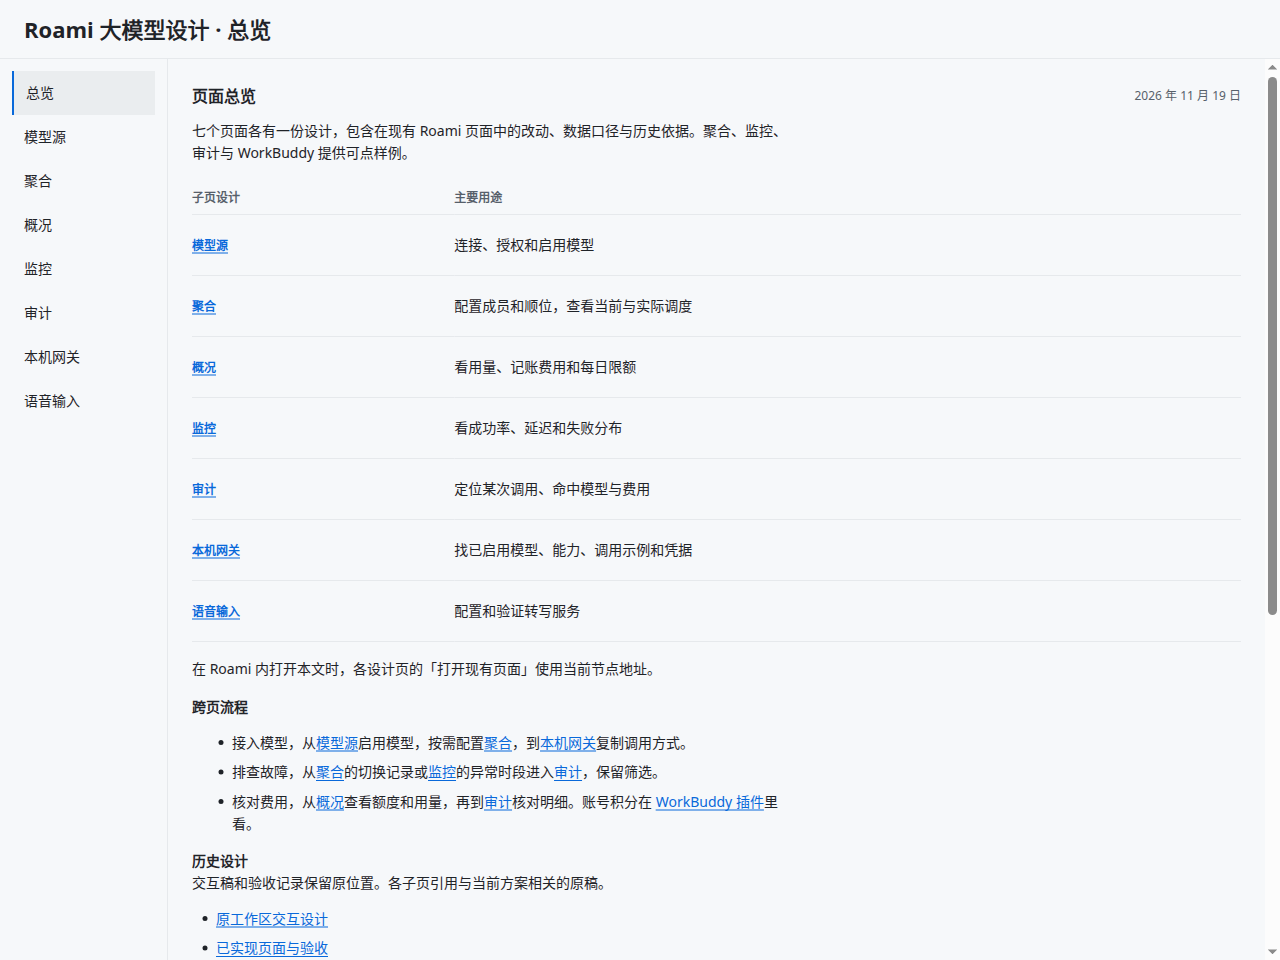 Roami 大模型设计 · 总览
总览
模型源
聚合
概况
监控
审计
本机网关
语音输入
页面总览
2026 年 11 月 19 日
七个页面各有一份设计，包含在现有 Roami 页面中的改动、数据口径与历史依据。聚合、监控、
审计与 WorkBuddy 提供可点样例。
子页设计 主要用途
模型源 连接、授权和启用模型
聚合 配置成员和顺位，查看当前与实际调度
概况 看用量、记账费用和每日限额
监控 看成功率、延迟和失败分布
审计 定位某次调用、命中模型与费用
本机网关 找已启用模型、能力、调用示例和凭据
语音输入 配置和验证转写服务
在 Roami 内打开本文时，各设计页的「打开现有页面」使用当前节点地址。
跨页流程
• 接入模型，从模型源启用模型，按需配置聚合，到本机网关复制调用方式。
• 排查故障，从聚合的切换记录或监控的异常时段进入审计，保留筛选。
• 核对费用，从概况查看额度和用量，再到审计核对明细。账号积分在 WorkBuddy 插件里
看。
历史设计
交互稿和验收记录保留原位置。各子页引用与当前方案相关的原稿。
• 原工作区交互设计
• 已实现页面与验收